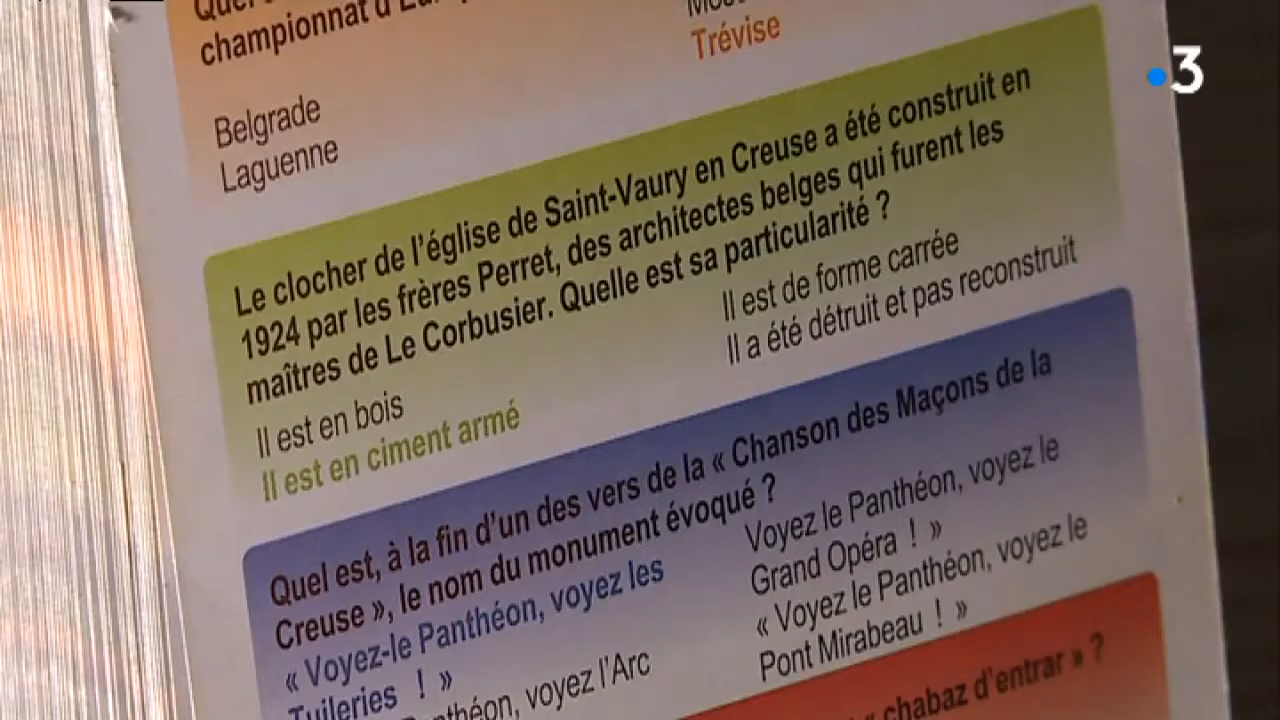 Quel
championnat d'Europ
Trévise
Belgrade
Laguenne
3
Le clocher de l'église de Saint-Vaury en Creuse a été construit en
1924 par les frères Perret, des architectes belges qui furent les
maîtres de Le Corbusier. Quelle est sa particularité ?
Il est en bois
Il est en ciment armé
Il est de forme carrée
Il a été détruit et pas reconstruit
Quel est, à la fin d'un des vers de la « Chanson des Maçons de la
Creuse », le nom du monument évoqué ?
« Voyez-le Panthéon, voyez les
Tuileries ! »
nthéon, voyez l'Arc
Voyez le Panthéon, voyez le
Grand Opéra ! »
« Voyez le Panthéon, voyez le
Pont Mirabeau ! »
« chabaz d'entrar » ?